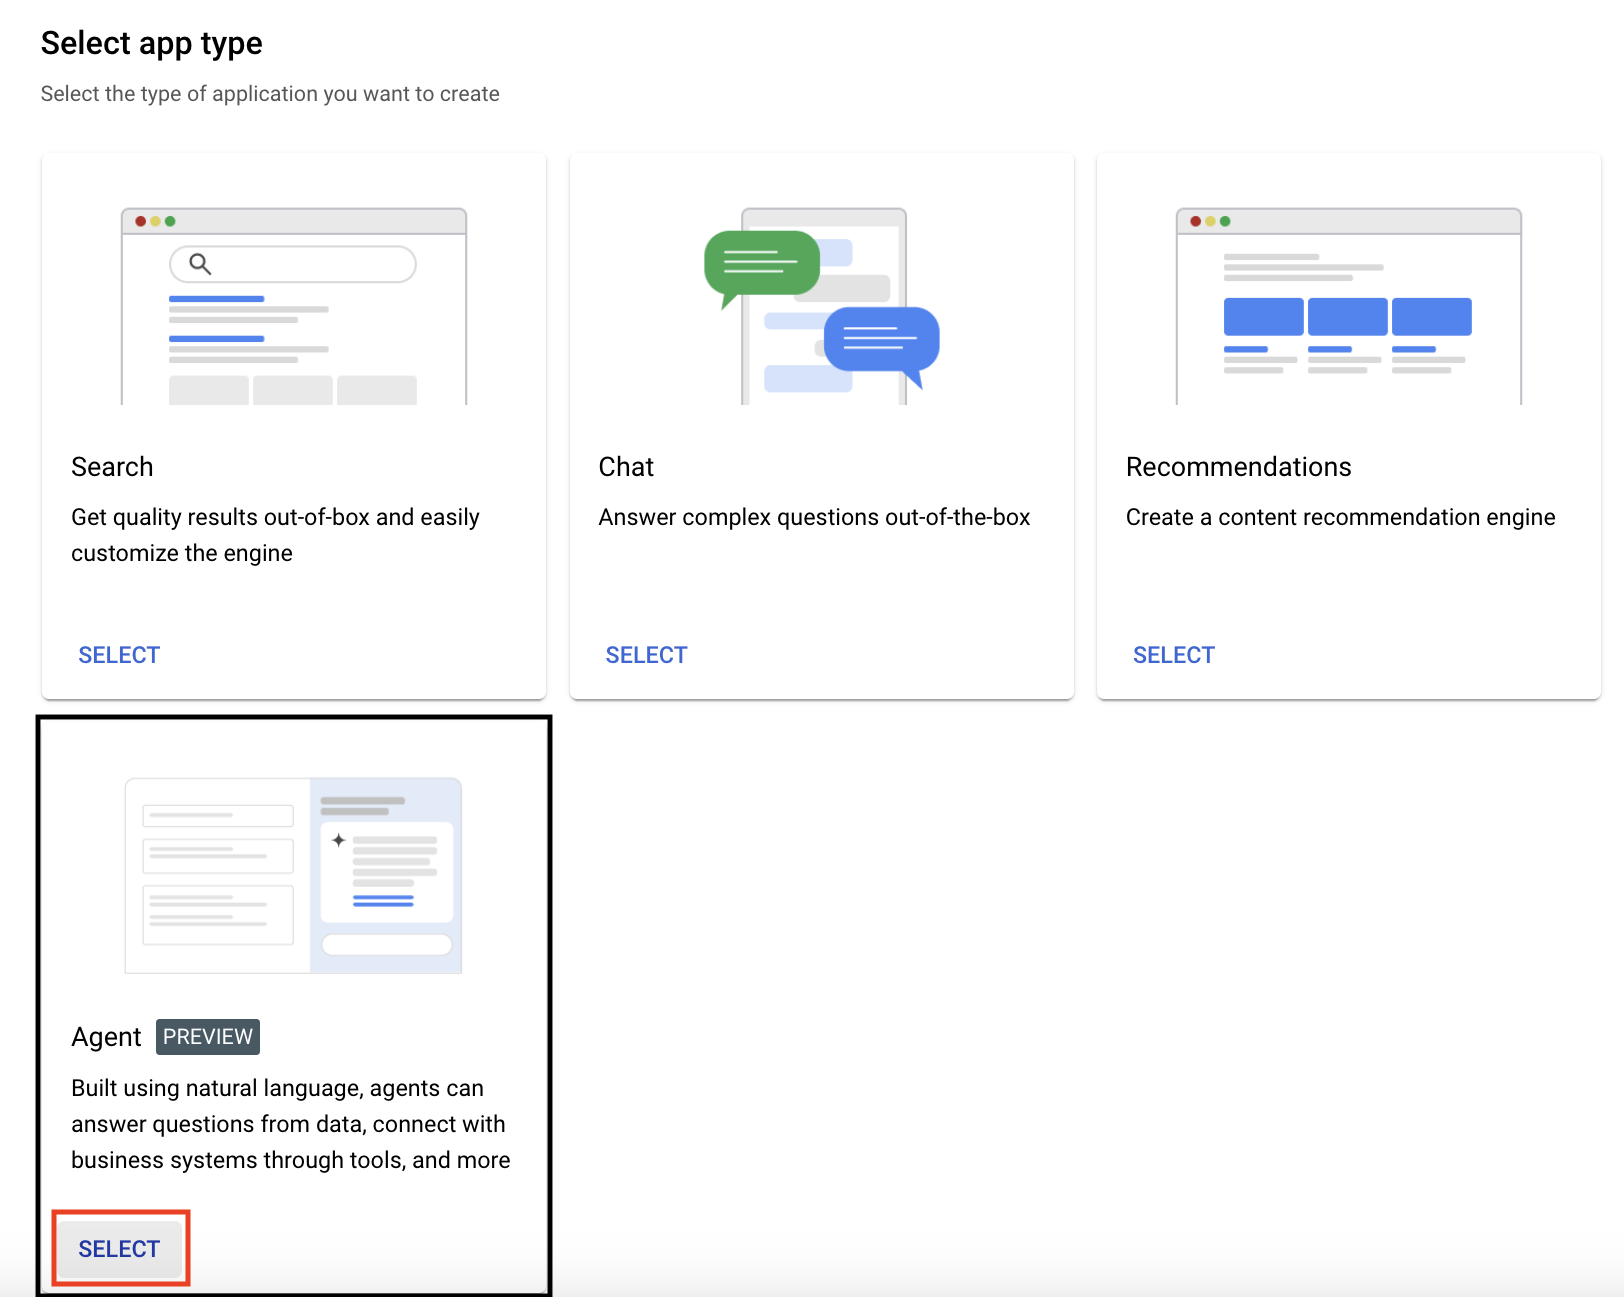 Select app type
Select the type of application you want to create
Search
Get quality results out-of-box and easily
customize the engine
SELECT
Chat
Answer complex questions out-of-the-box
SELECT
Recommendations
Create a content recommendation engine
SELECT
Agent PREVIEW
Built using natural language, agents can
answer questions from data, connect with
business systems through tools, and more
SELECT